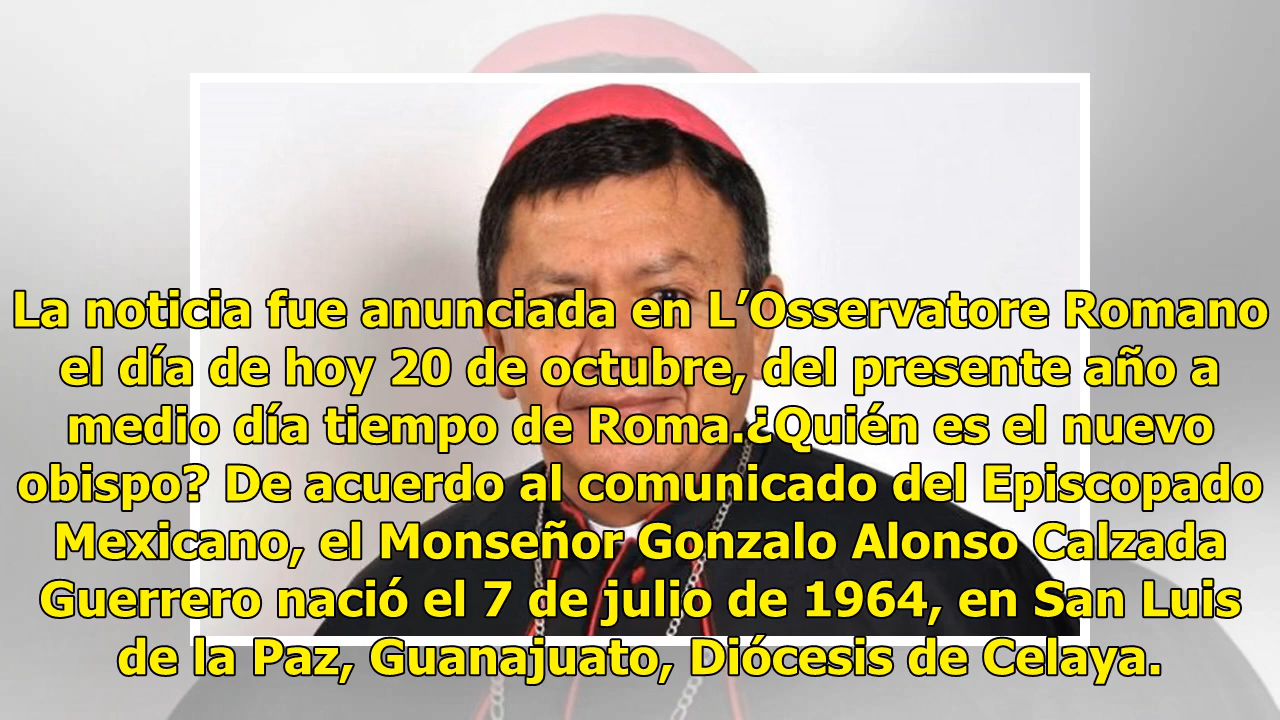 La noticia fue anunciada en L’Osservatore Romano
el día de hoy 20 de octubre, del presente año a
medio día tiempo de Roma.¿Quién es el nuevo
obispo? De acuerdo al comunicado del Episcopado
Mexicano, el Monseñor Gonzalo Alonso Calzada
Guerrero nació el 7 de julio de 1964, en San Luis
de la Paz, Guanajuato, Diócesis de Celaya.